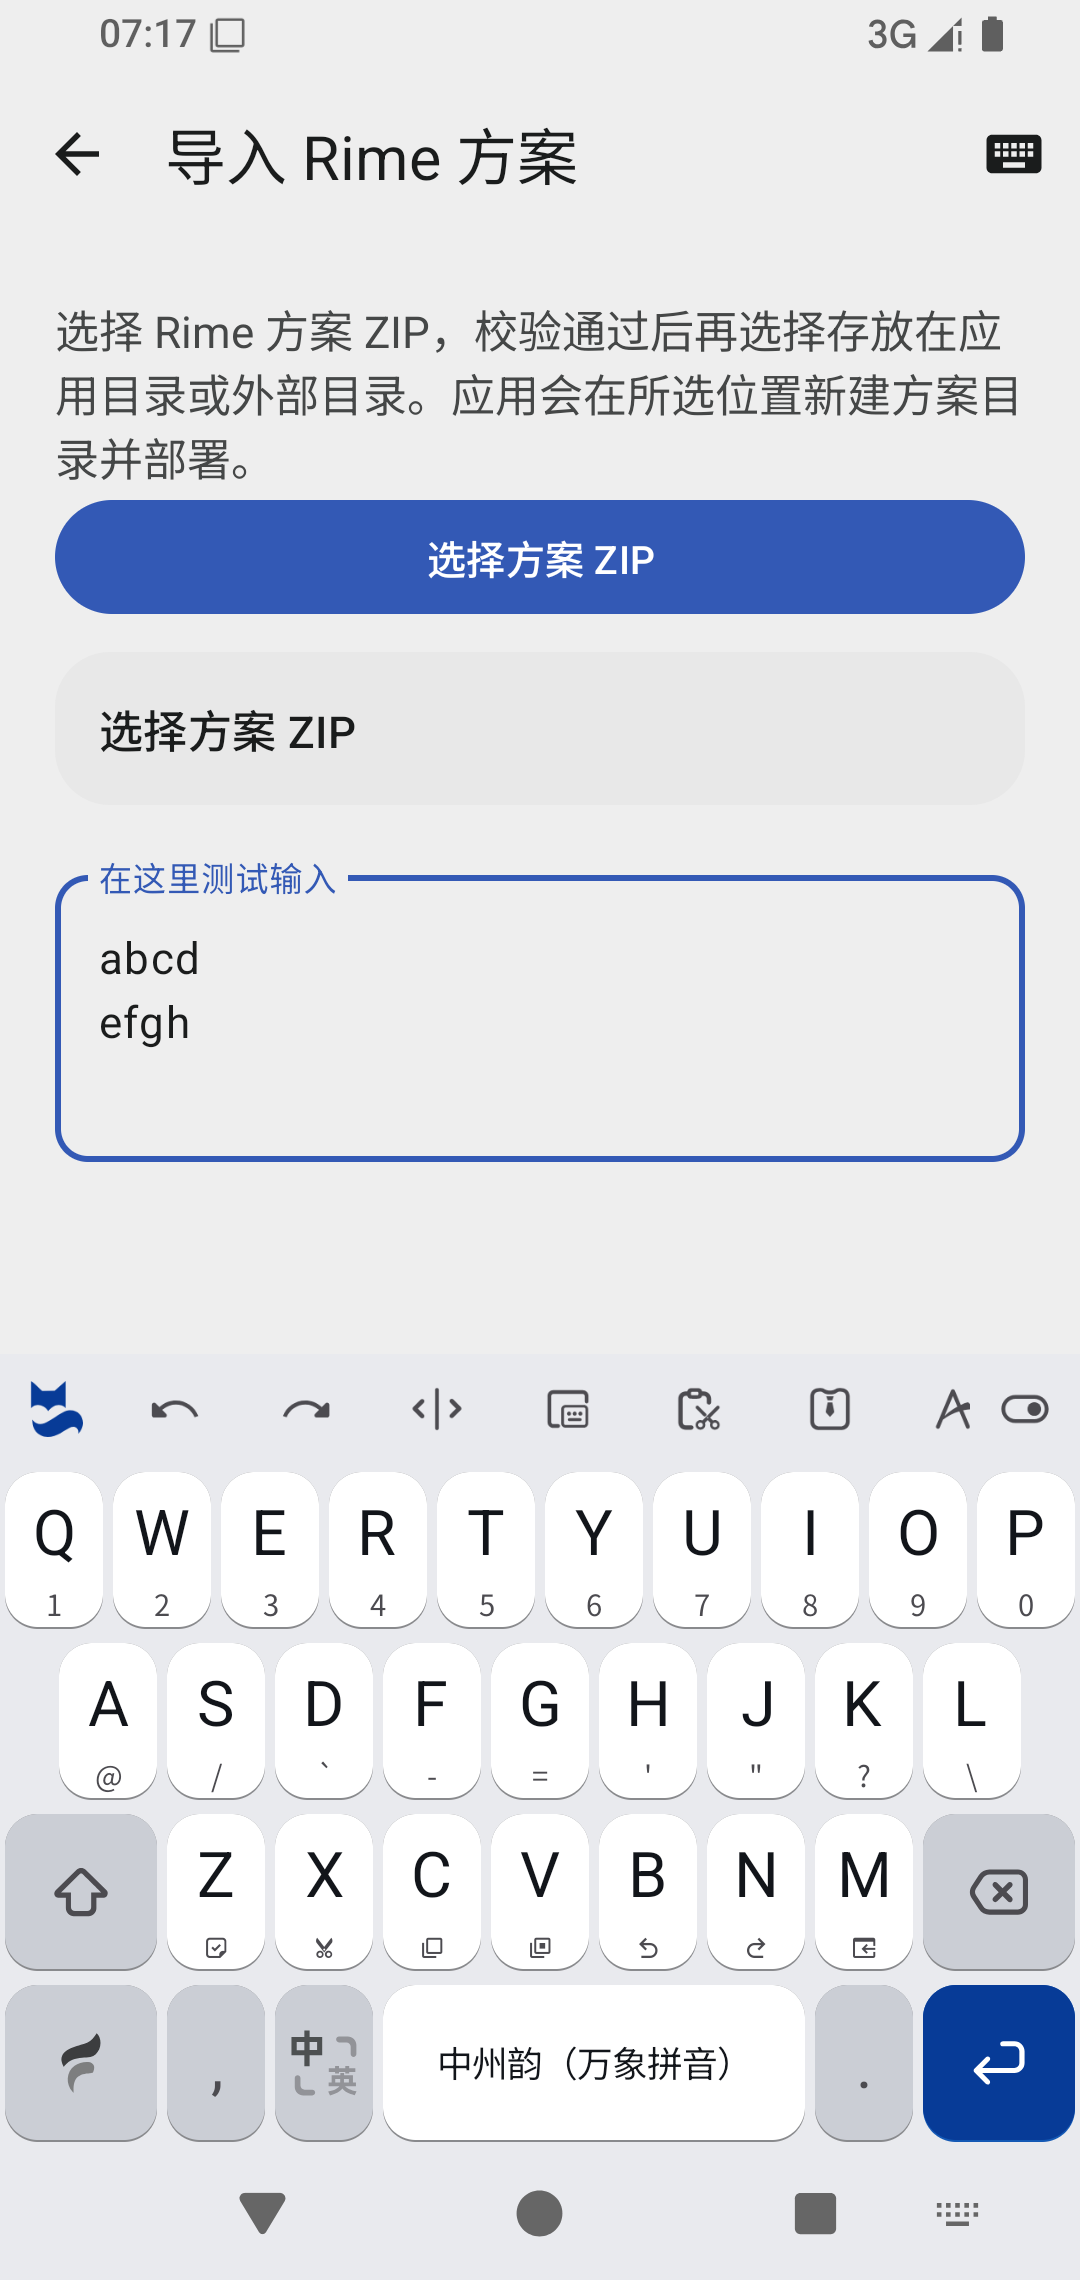 07:17
3G
导入 Rime 方案
选择 Rime 方案 ZIP，校验通过后再选择存放在应
用目录或外部目录。应用会在所选位置新建方案目
录并部署。
选择方案 ZIP
选择方案 ZIP
在这里测试输入
abcd
efgh
Q W E R T Y U I O P
1 2 3 4 5 6 7 8 9 0
A S D F G H J K L
@ / ` - = ' " ? \
Z X C V B N M
, 中 英 中州韵（万象拼音） .